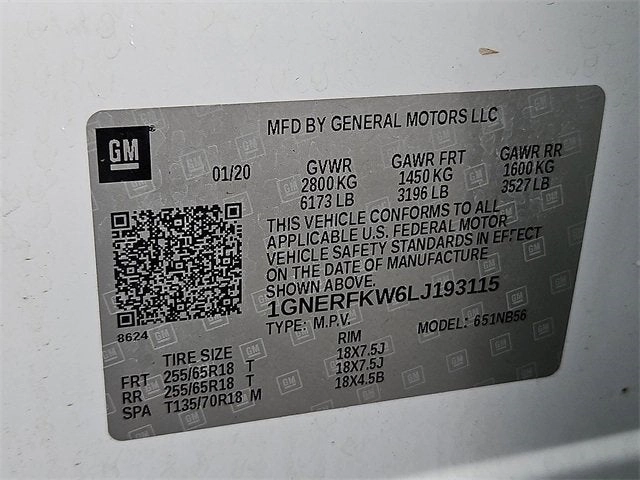 MFD BY GENERAL MOTORS LLC
GM
01/20 GVWR GAWR FRT GAWR RR
2800 KG 1450 KG 1600 KG
6173 LB 3196 LB 3527 LB
THIS VEHICLE CONFORMS TO ALL
APPLICABLE U.S. FEDERAL MOTOR
VEHICLE SAFETY STANDARDS IN EFFECT
ON THE DATE OF MANUFACTURE
SHOWN ABOVE.
1GNERFKW6LJ193115
TYPE: M.P.V. MODEL: 651NB56
8624
TIRE SIZE RIM
FRT 255/65R18 T 18X7.5J
RR 255/65R18 T 18X7.5J
SPA T135/70R18 M 18X4.5B